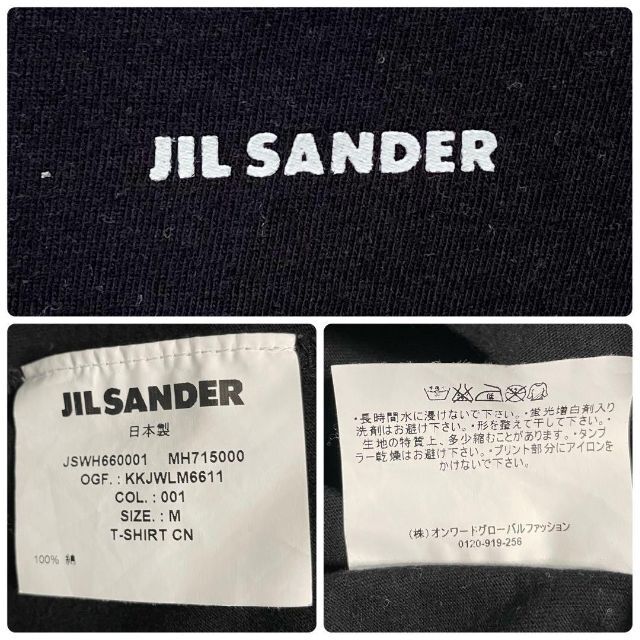 JIL SANDER
JIL SANDER
日本製
JSWH660001 MH715000
OGF. : KKJWLM6611
COL. : 001
SIZE. : M
T-SHIRT CN
100% 綿
・長時間水に浸けないで下さい。・蛍光増白剤入り
洗剤はお避け下さい。・形を整えて干して下さい。・
生地の特質上、多少縮むことがあります。・タンブ
ラー乾燥はお避け下さい。・プリント部分にアイロンを
かけないで下さい。
(株)オンワードグローバルファッション
0120-919-256